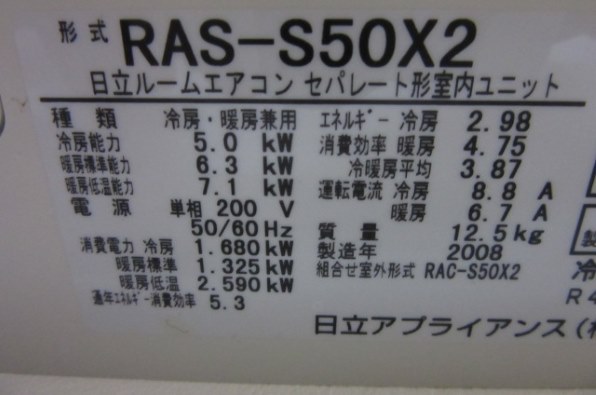 形式 RAS-S50X2
日立ルームエアコン セパレート形室内ユニット
種類 冷房・暖房兼用
冷房能力 5.0 kW
暖房標準能力 6.3 kW
暖房低温能力 7.1 kW
電源 単相 200 V
50/60 Hz
消費電力 冷房 1.680 kW
暖房標準 1.325 kW
暖房低温 2.590 kW
通年エネルギー消費効率 5.3
エネルギー 冷房 2.98
消費効率 暖房 4.75
冷暖房平均 3.87
運転電流 冷房 8.8 A
暖房 6.7 A
質量 12.5kg
製造年 2008
組合せ室外形式 RAC-S50X2
日立アプライアンス(
製
冷
R4